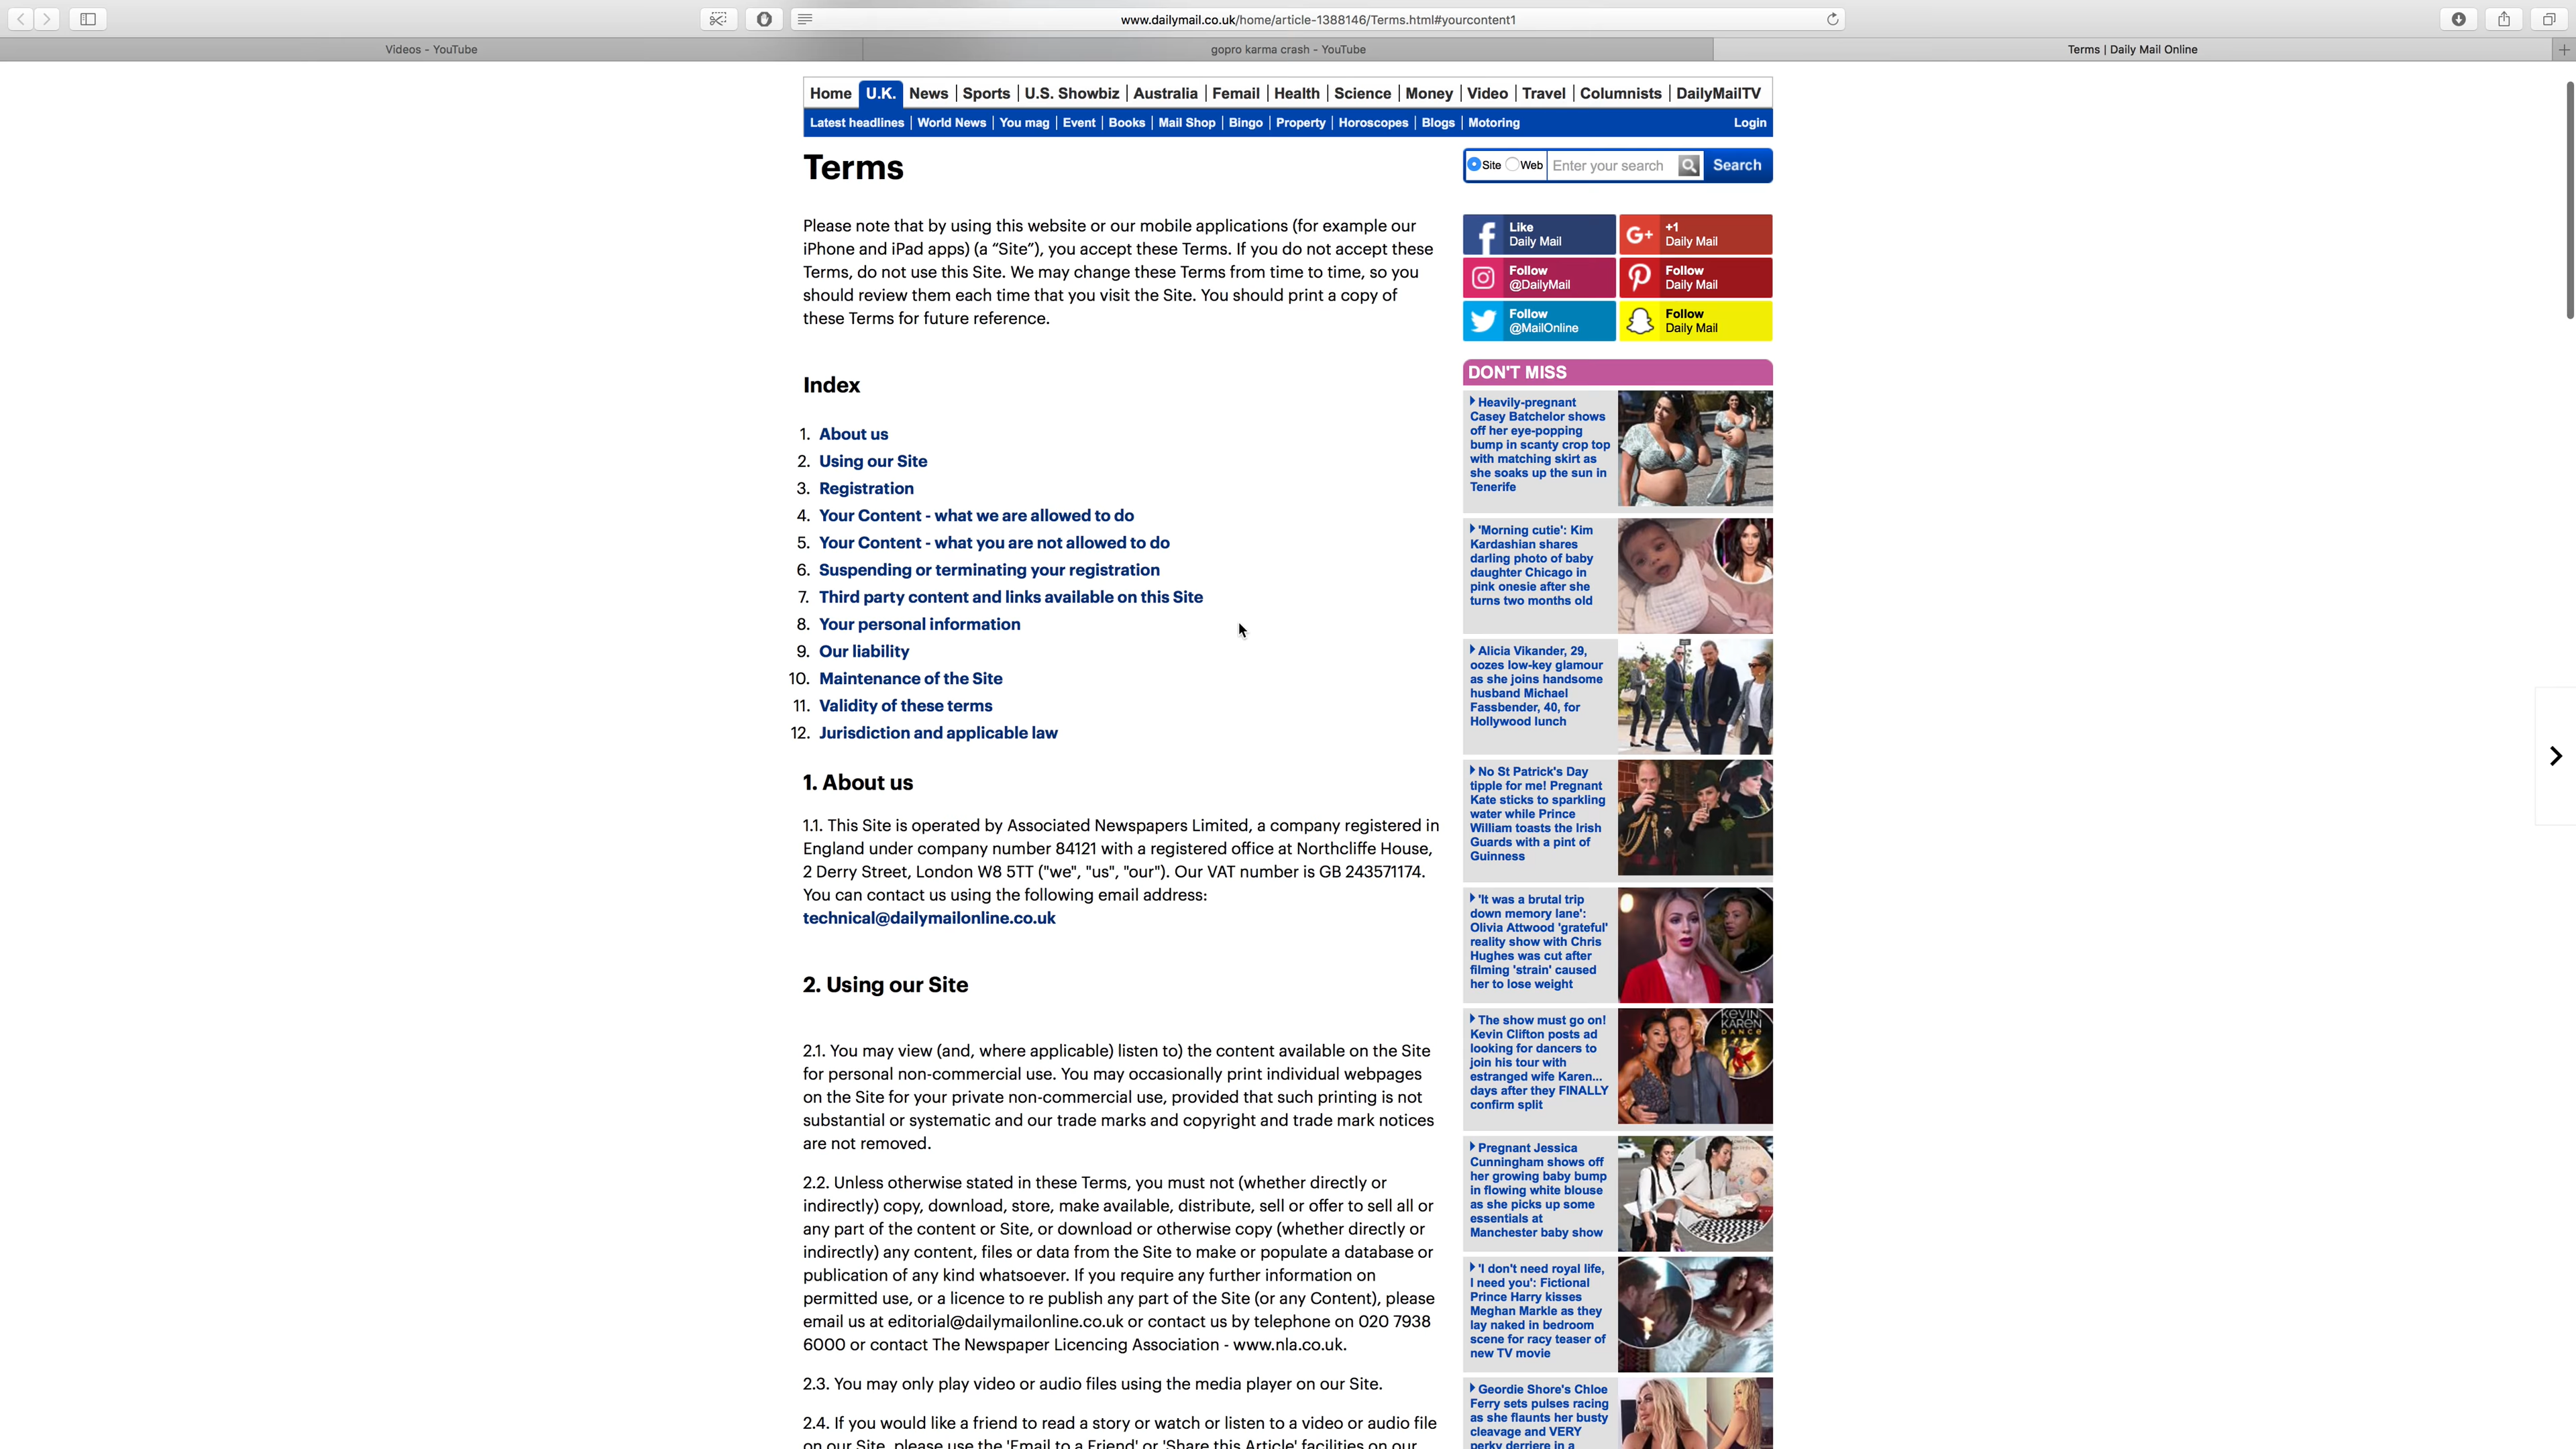 www.dailymail.co.uk/home/article-1388146/Terms.html#yourcontent1
Videos - YouTube
gopro karma crash - YouTube
Terms | Daily Mail Online
Home U.K. News Sports U.S. Showbiz Australia Femail Health Science Money Video Travel Columnists DailyMailTV
Latest headlines World News You mag Event Books Mail Shop Bingo Property Horoscopes Blogs Motoring Login
Terms
Please note that by using this website or our mobile applications (for example our
iPhone and iPad apps) (a “Site”), you accept these Terms. If you do not accept these
Terms, do not use this Site. We may change these Terms from time to time, so you
should review them each time that you visit the Site. You should print a copy of
these Terms for future reference.
Index
1. About us
2. Using our Site
3. Registration
4. Your Content - what we are allowed to do
5. Your Content - what you are not allowed to do
6. Suspending or terminating your registration
7. Third party content and links available on this Site
8. Your personal information
9. Our liability
10. Maintenance of the Site
11. Validity of these terms
12. Jurisdiction and applicable law
1. About us
1.1. This Site is operated by Associated Newspapers Limited, a company registered in
England under company number 84121 with a registered office at Northcliffe House,
2 Derry Street, London W8 5TT ("we", "us", "our"). Our VAT number is GB 243571174.
You can contact us using the following email address:
technical@dailymailonline.co.uk
2. Using our Site
2.1. You may view (and, where applicable) listen to) the content available on the Site
for personal non-commercial use. You may occasionally print individual webpages
on the Site for your private non-commercial use, provided that such printing is not
substantial or systematic and our trade marks and copyright and trade mark notices
are not removed.
2.2. Unless otherwise stated in these Terms, you must not (whether directly or
indirectly) copy, download, store, make available, distribute, sell or offer to sell all or
any part of the content or Site, or download or otherwise copy (whether directly or
indirectly) any content, files or data from the Site to make or populate a database or
publication of any kind whatsoever. If you require any further information on
permitted use, or a licence to re publish any part of the Site (or any Content), please
email us at editorial@dailymailonline.co.uk or contact us by telephone on 020 7938
6000 or contact The Newspaper Licencing Association - www.nla.co.uk.
2.3. You may only play video or audio files using the media player on our Site.
2.4. If you would like a friend to read a story or watch or listen to a video or audio file
on our Site, please use the 'Email to a Friend' or 'Share this Article' facilities on our
Site Web Enter your search Search
Like
Daily Mail
G+ +1
Daily Mail
Follow
@DailyMail
Follow
Daily Mail
Follow
@MailOnline
Follow
Daily Mail
DON'T MISS
Heavily-pregnant
Casey Batchelor shows
off her eye-popping
bump in scanty crop top
with matching skirt as
she soaks up the sun in
Tenerife
'Morning cutie': Kim
Kardashian shares
darling photo of baby
daughter Chicago in
pink onesie after she
turns two months old
Alicia Vikander, 29,
oozes low-key glamour
as she joins handsome
husband Michael
Fassbender, 40, for
Hollywood lunch
No St Patrick's Day
tipple for me! Pregnant
Kate sticks to sparkling
water while Prince
William toasts the Irish
Guards with a pint of
Guinness
'It was a brutal trip
down memory lane':
Olivia Attwood 'grateful'
reality show with Chris
Hughes was cut after
filming 'strain' caused
her to lose weight
The show must go on!
Kevin Clifton posts ad
looking for dancers to
join his tour with
estranged wife Karen...
days after they FINALLY
confirm split
KEVIN
KAREN
DANCE
Pregnant Jessica
Cunningham shows off
her growing baby bump
in flowing white blouse
as she picks up some
essentials at
Manchester baby show
'I don't need royal life,
I need you': Fictional
Prince Harry kisses
Meghan Markle as they
lay naked in bedroom
scene for racy teaser of
new TV movie
Geordie Shore's Chloe
Ferry sets pulses racing
as she flaunts her busty
cleavage and VERY
perky derriere in a